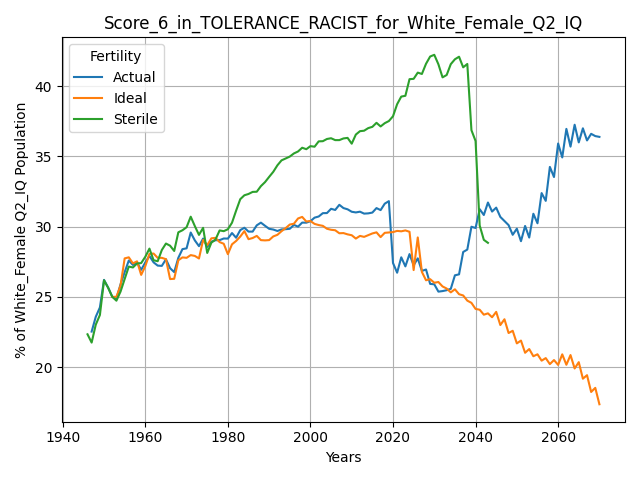 Score_6_in_TOLERANCE_RACIST_for_White_Female_Q2_IQ
Fertility
Actual
Ideal
Sterile
% of White_Female Q2_IQ Population
40
35
30
25
20
1940
1960
1980
2000
2020
2040
2060
Years